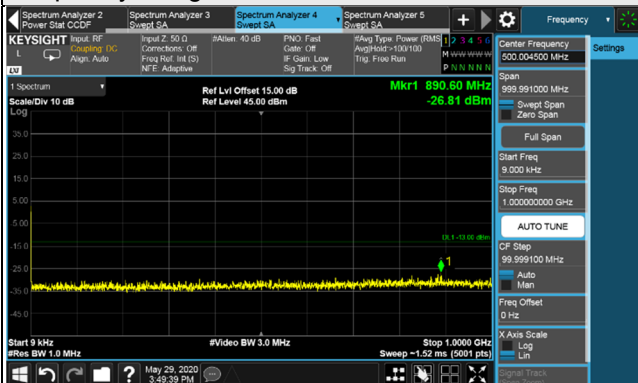 Spectrum Analyzer 2
Power Stat CCDF
Spectrum Analyzer 3
Swept SA
Spectrum Analyzer 4
Swept SA
Spectrum Analyzer 5
Swept SA
+
Frequency
KEYSIGHT
L
LV
Input: RF
Coupling: DC
Align: Auto
Input Z: 50 Ω
Corrections: Off
Freq Ref: Int (S)
NFE: Adaptive
#Atten: 40 dB
PNO: Fast
Gate: Off
IF Gain: Low
Sig Track: Off
#Avg Type: Power (RMS
Avg|Hold:>100/100
Trig: Free Run
1 2 3 4 5 6
M W W W W W
P N N N N N
1 Spectrum
Scale/Div 10 dB
Log
Ref Lvl Offset 15.00 dB
Ref Level 45.00 dBm
Mkr1 890.60 MHz
-26.81 dBm
35.0
25.0
15.0
5.00
-5.00
-15.0
-25.0
-35.0
-45.0
DL1 -13.00 dBm
1
Start 9 kHz
#Res BW 1.0 MHz
#Video BW 3.0 MHz
Stop 1.0000 GHz
Sweep ~1.52 ms (5001 pts)
May 29, 2020
3:49:39 PM
Center Frequency
500.004500 MHz
Settings
Span
999.991000 MHz
Swept Span
Zero Span
Full Span
Start Freq
9.000 kHz
Stop Freq
1.000000000 GHz
AUTO TUNE
CF Step
99.999100 MHz
Auto
Man
Freq Offset
0 Hz
X Axis Scale
Log
Lin
Signal Track